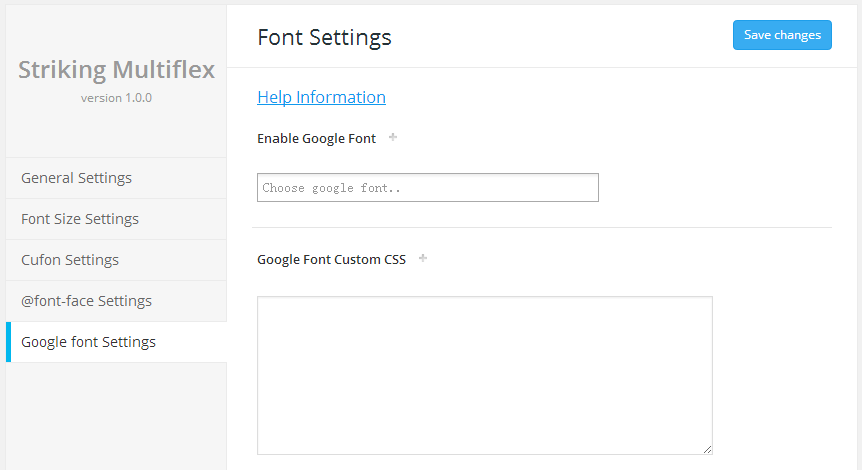 Striking Multiflex
version 1.0.0
General Settings
Font Size Settings
Cufon Settings
@font-face Settings
Google font Settings
Font Settings
Save changes
Help Information
Enable Google Font +
Choose google font..
Google Font Custom CSS +